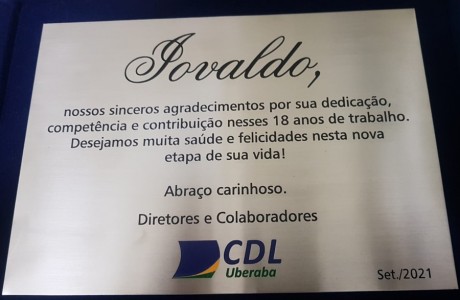 Iovaldo,
nossos sinceros agradecimentos por sua dedicação,
competência e contribuição nesses 18 anos de trabalho.
Desejamos muita saúde e felicidades nesta nova
etapa de sua vida!
Abraço carinhoso.
Diretores e Colaboradores
CDL
Uberaba
Set./2021